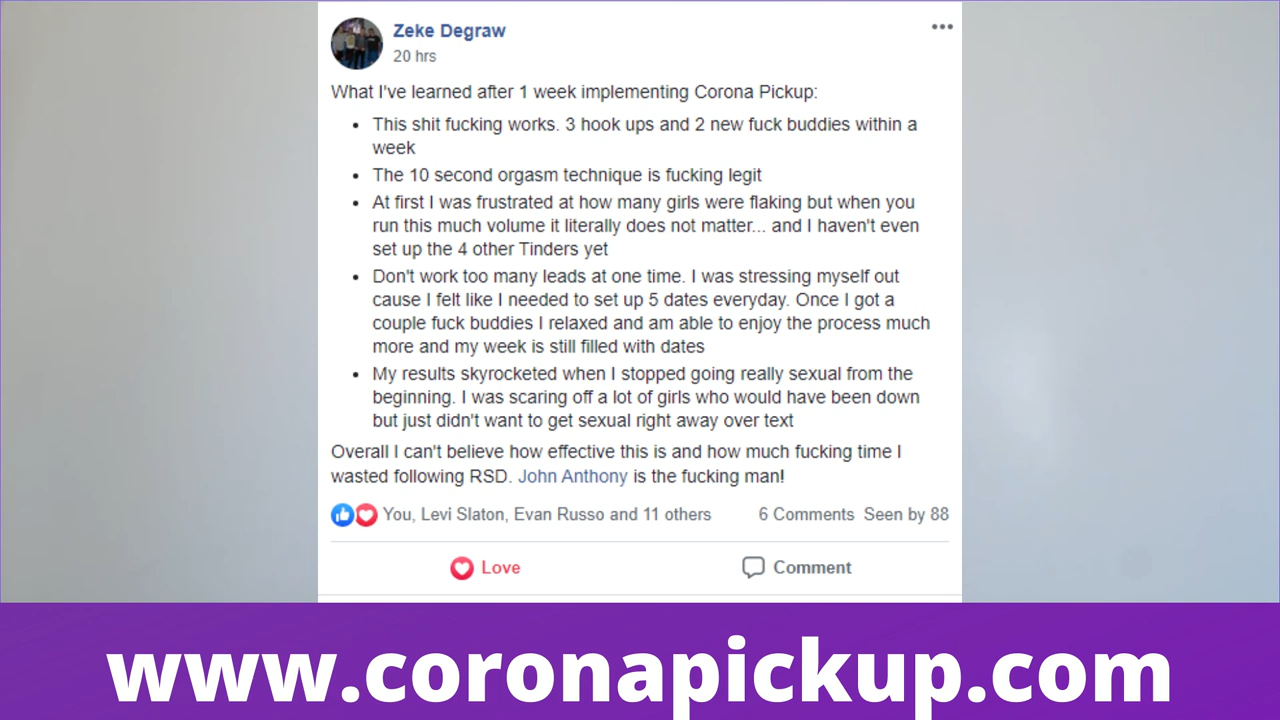 Zeke Degraw
20 hrs
What I've learned after 1 week implementing Corona Pickup:
• This shit fucking works. 3 hook ups and 2 new fuck buddies within a
week
• The 10 second orgasm technique is fucking legit
• At first I was frustrated at how many girls were flaking but when you
run this much volume it literally does not matter... and I haven't even
set up the 4 other Tinders yet
• Don't work too many leads at one time. I was stressing myself out
cause I felt like I needed to set up 5 dates everyday. Once I got a
couple fuck buddies I relaxed and am able to enjoy the process much
more and my week is still filled with dates
• My results skyrocketed when I stopped going really sexual from the
beginning. I was scaring off a lot of girls who would have been down
but just didn't want to get sexual right away over text
Overall I can't believe how effective this is and how much fucking time I
wasted following RSD. John Anthony is the fucking man!
You, Levi Slaton, Evan Russo and 11 others 6 Comments Seen by 88
Love Comment
www.coronapickup.com